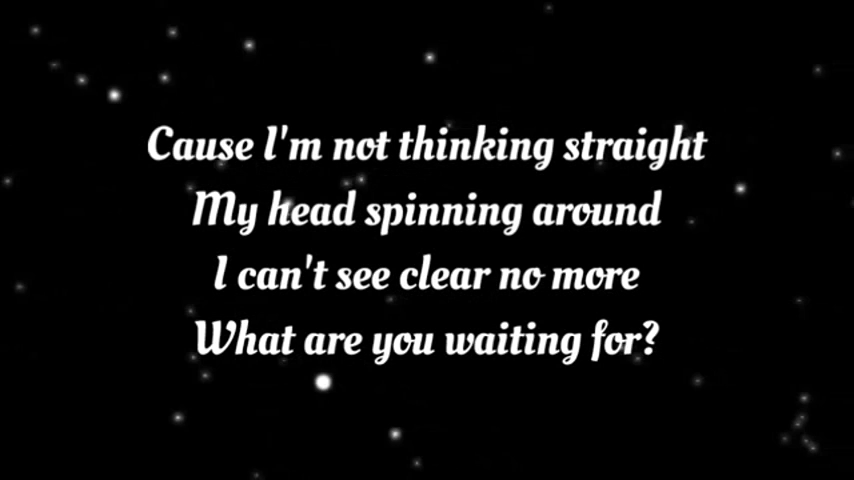 Cause I'm not thinking straight
My head spinning around
I can't see clear no more
What are you waiting for?